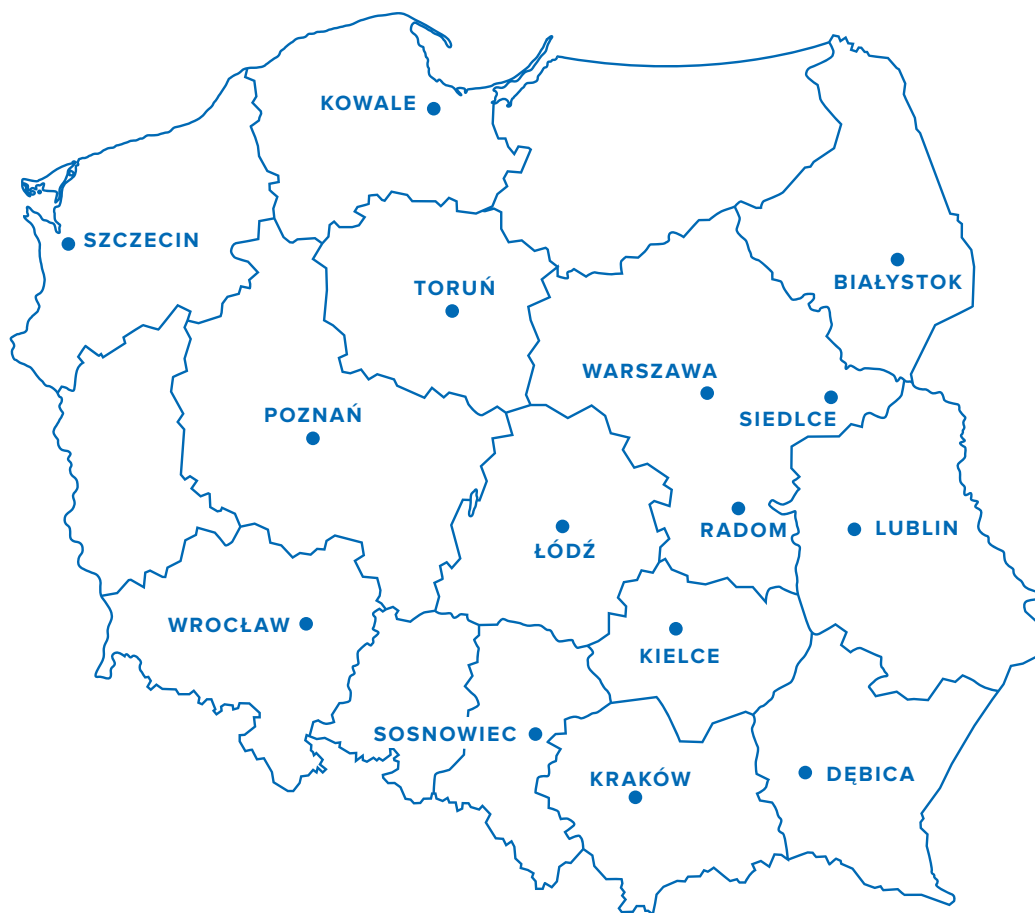 KOWALE
SZCZECIN
BIAŁYSTOK
TORUŃ
WARSZAWA
SIEDLCE
POZNAŃ
RADOM
LUBLIN
ŁÓDŹ
WROCŁAW
KIELCE
SOSNOWIEC
KRAKÓW
DĘBICA